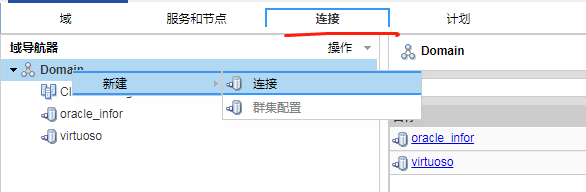 域 服务和节点 连接 计划
域导航器 操作 Domain
Domain
新建 连接
Cl
群集配置
oracle_infor oracle_infor
virtuoso virtuoso